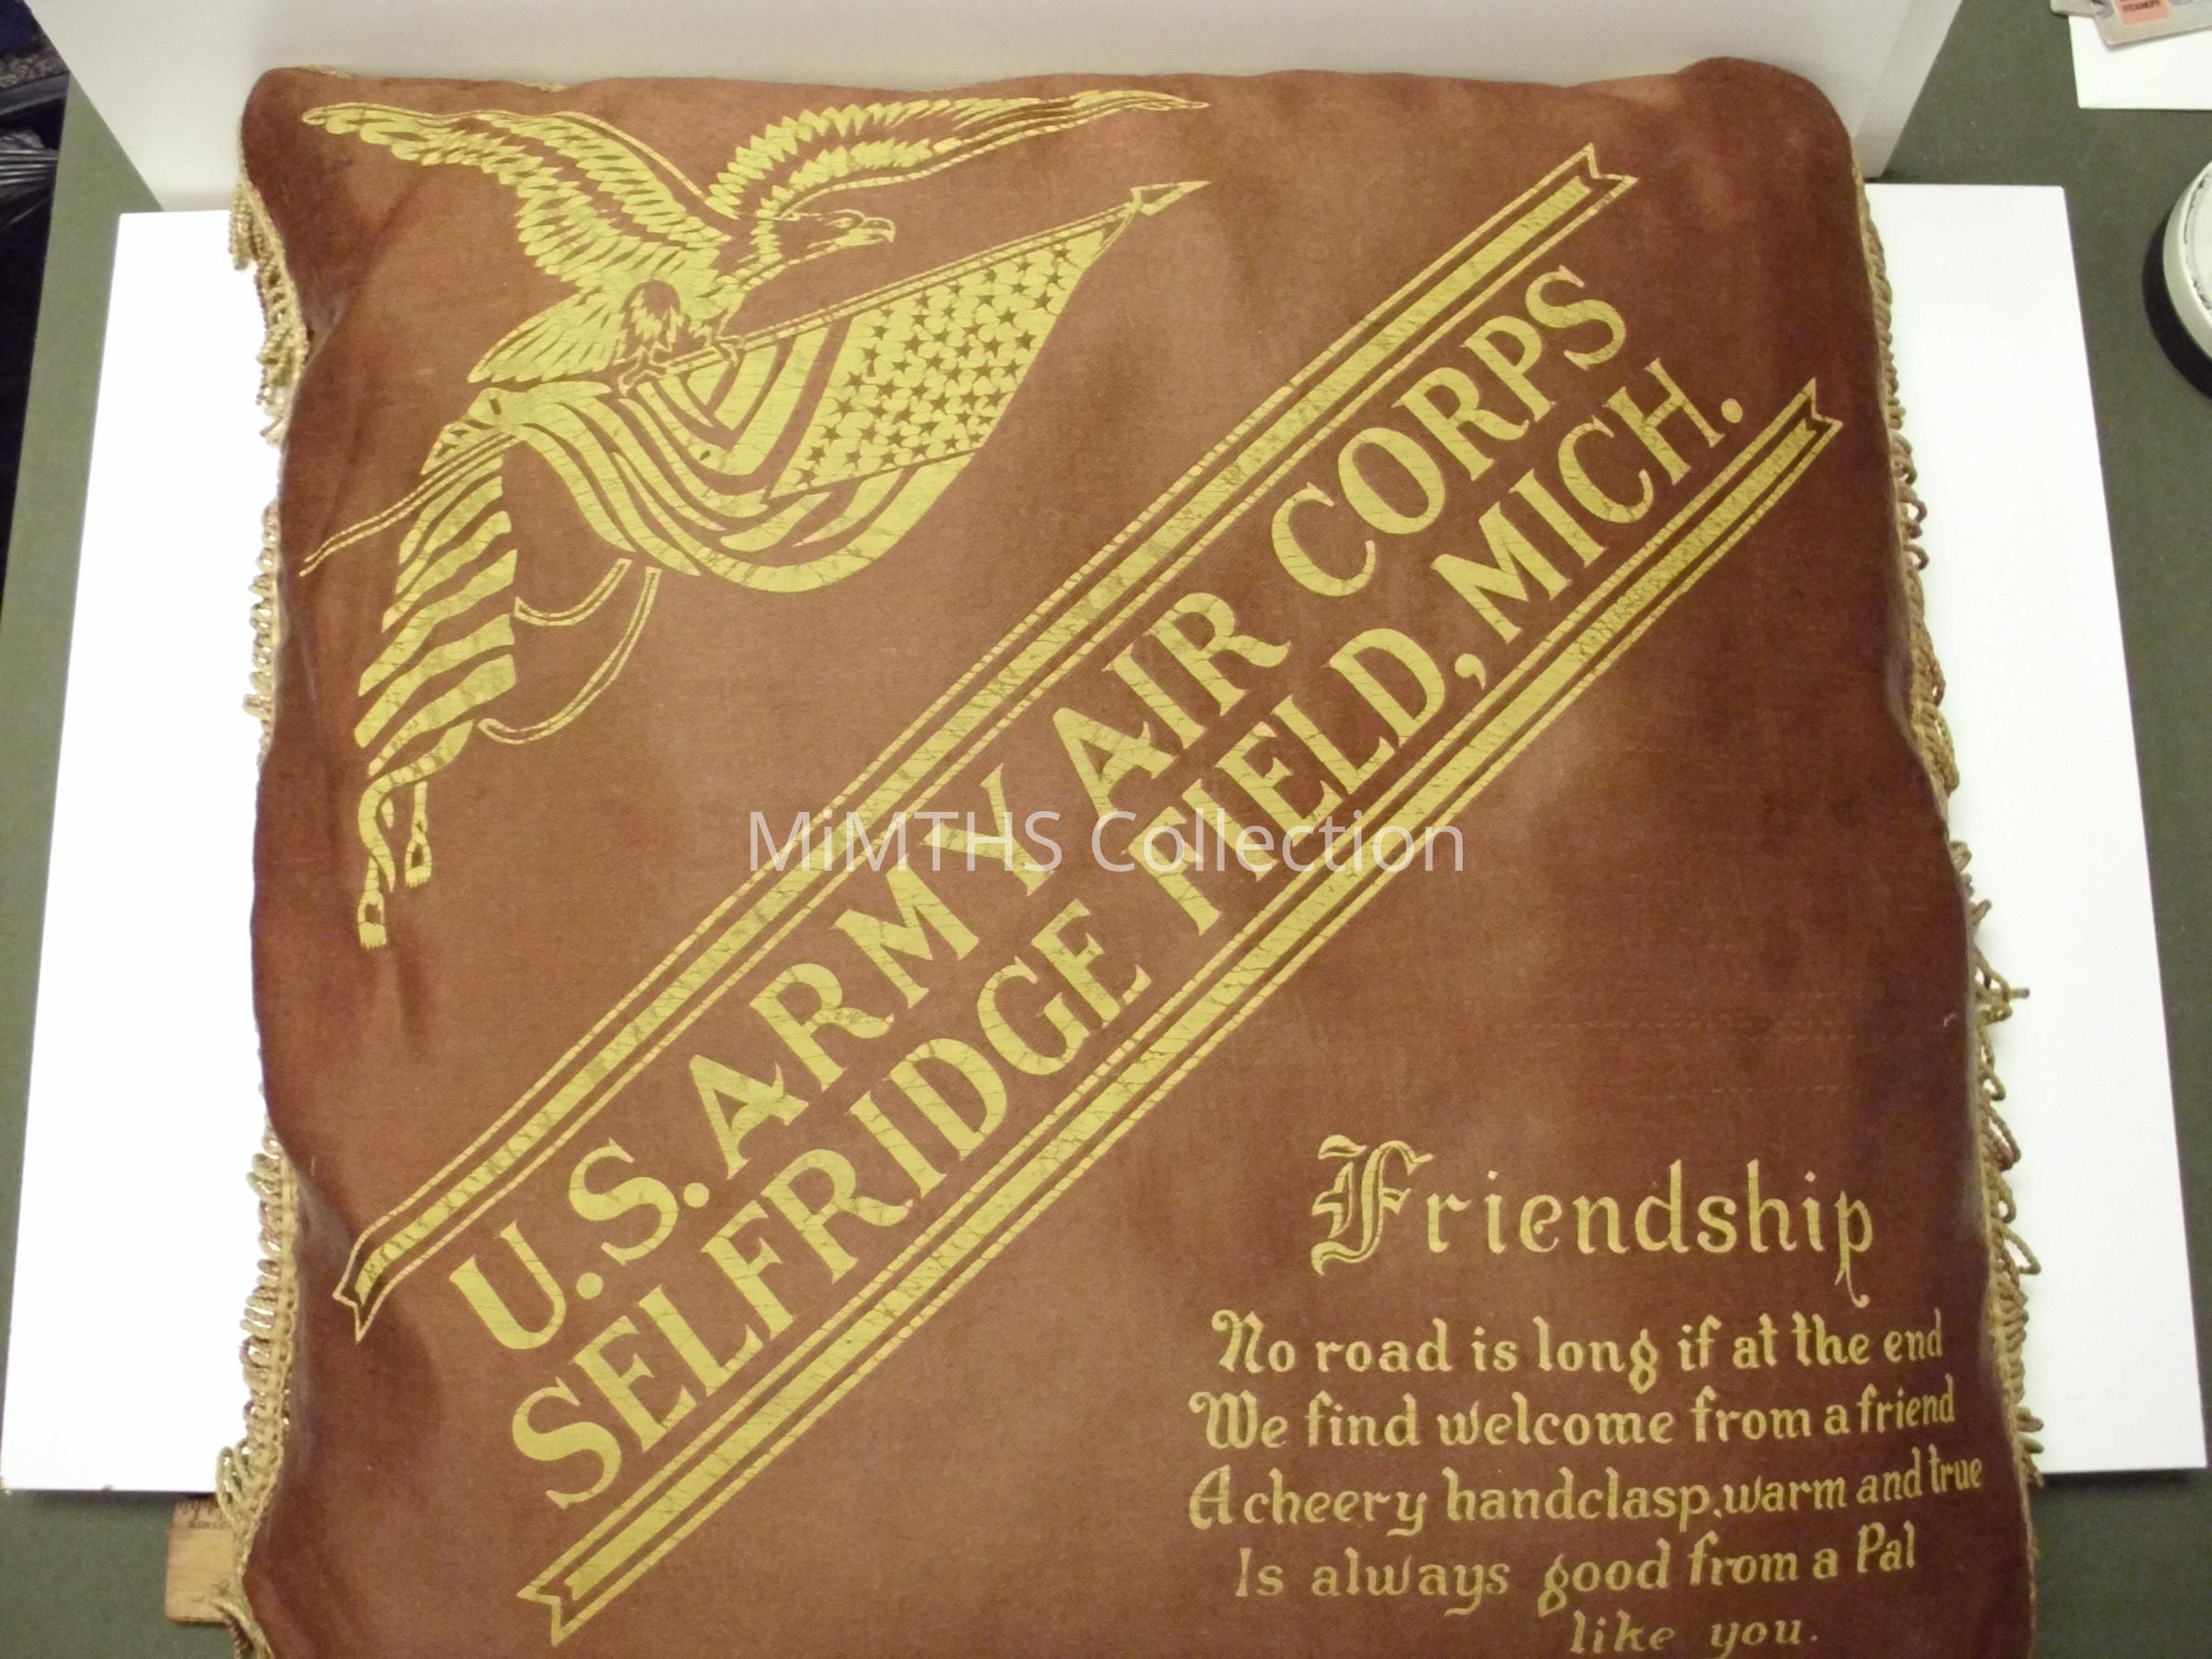 U.S. ARMY AIR CORPS
SELFRIDGE FIELD, MICH.
MiMTHS Collection
Friendship
No road is long if at the end
We find welcome from a friend
A cheery handclasp, warm and true
Is always good from a Pal
like you.